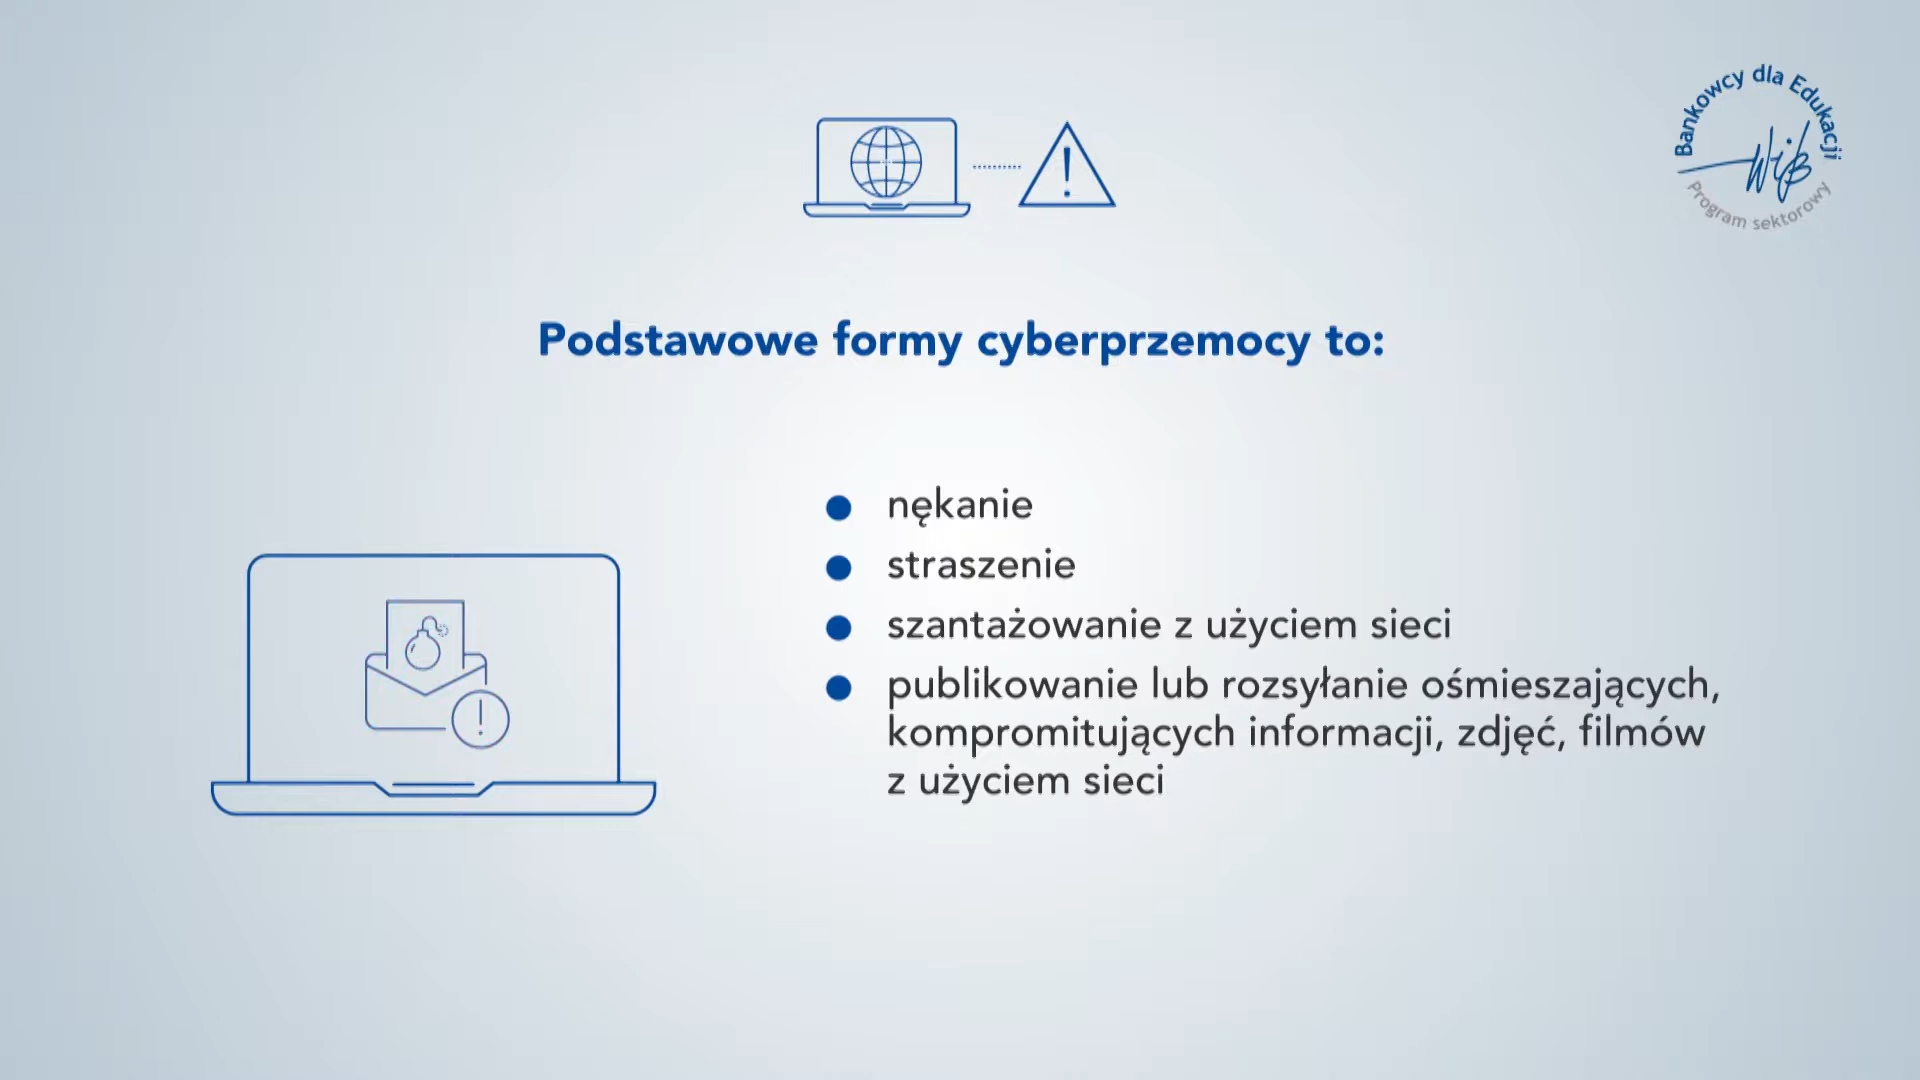 Bankowcy dla Edukacji
WiB
Program sektorowy
Podstawowe formy cyberprzemocy to:
nękanie
straszenie
szantażowanie z użyciem sieci
publikowanie lub rozsyłanie ośmieszających,
kompromitujących informacji, zdjęć, filmów
z użyciem sieci